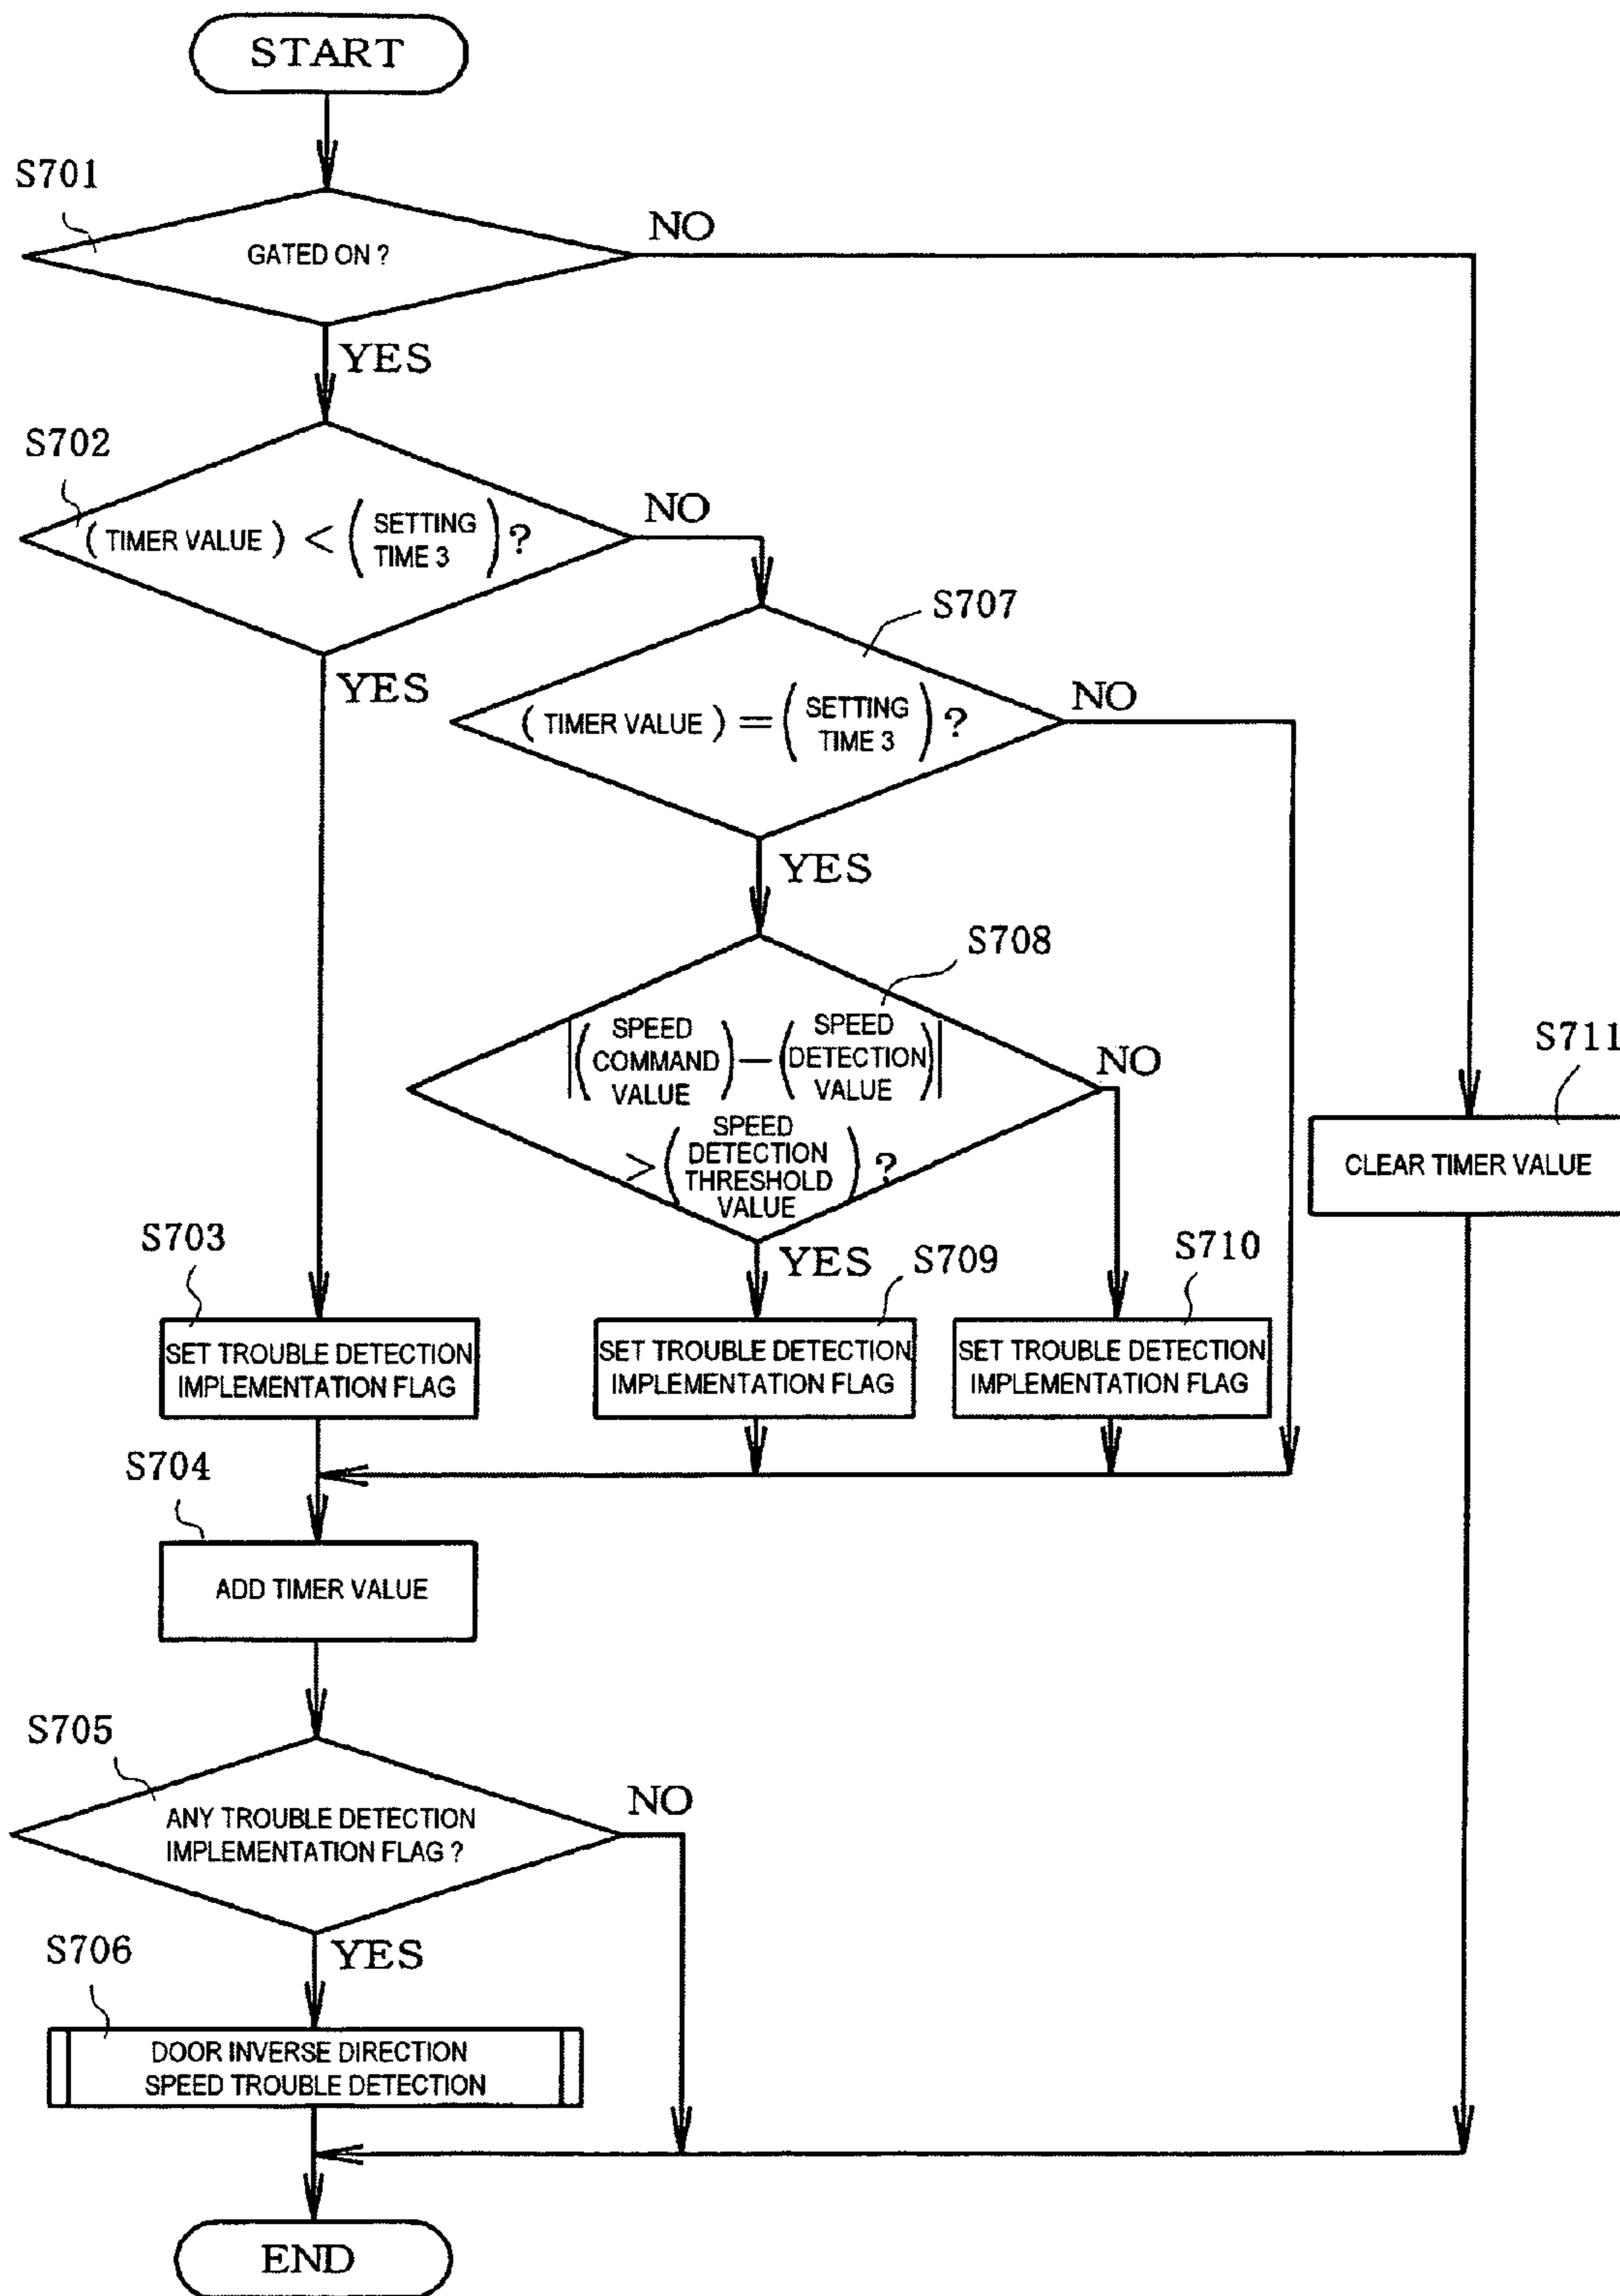 START
S701
GATED ON ?
NO
YES
S702
( TIMER VALUE ) < ( SETTING
TIME 3 ) ?
NO
YES
S707
( TIMER VALUE ) = ( SETTING
TIME 3 ) ?
NO
YES
S708
|( SPEED
COMMAND
VALUE ) − ( SPEED
DETECTION
VALUE )|
> ( SPEED
DETECTION
THRESHOLD
VALUE ) ?
NO
YES
S711
CLEAR TIMER VALUE
S703
SET TROUBLE DETECTION
IMPLEMENTATION FLAG
S709
SET TROUBLE DETECTION
IMPLEMENTATION FLAG
S710
SET TROUBLE DETECTION
IMPLEMENTATION FLAG
S704
ADD TIMER VALUE
S705
ANY TROUBLE DETECTION
IMPLEMENTATION FLAG ?
NO
YES
S706
DOOR INVERSE DIRECTION
SPEED TROUBLE DETECTION
END